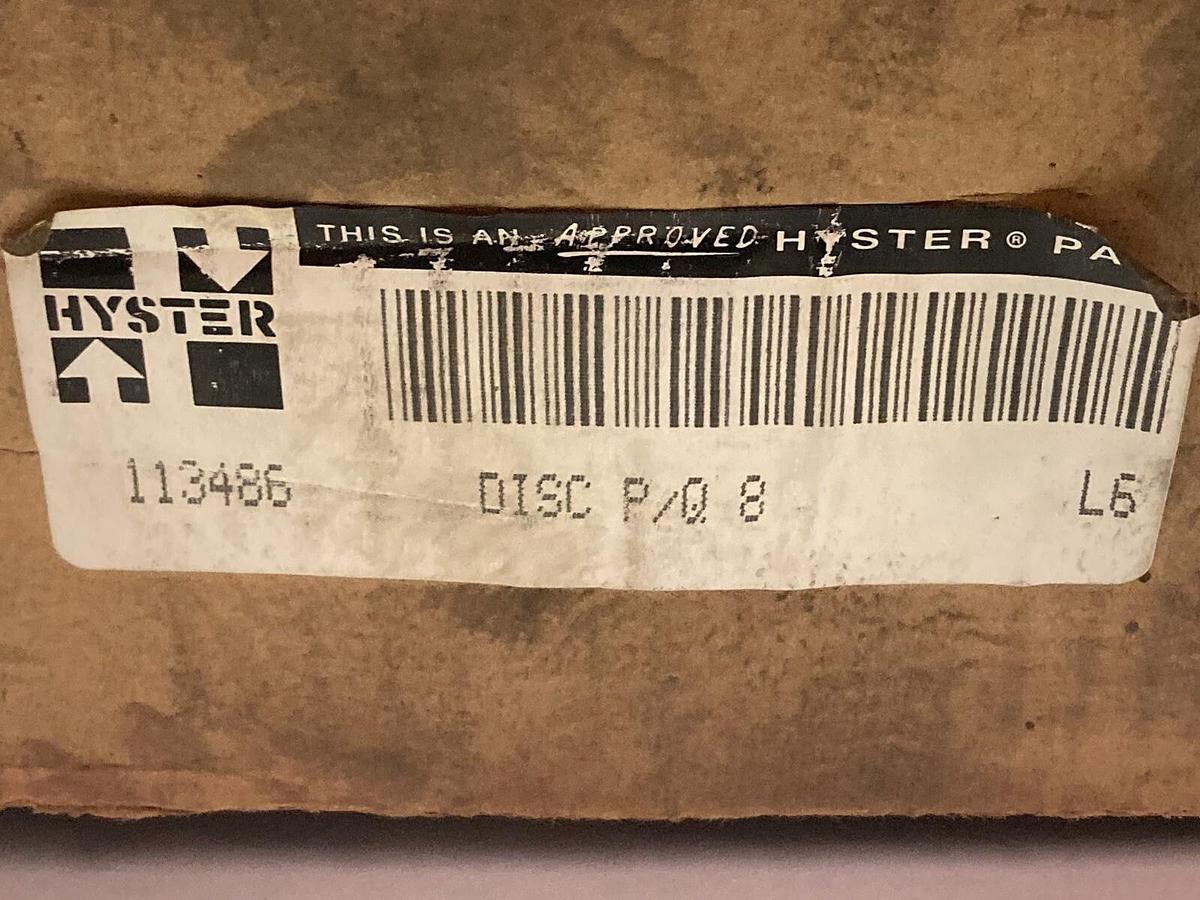 THIS IS AN APPROVED HYSTER® PA
HYSTER
113486 DISC P/Q 8 L6